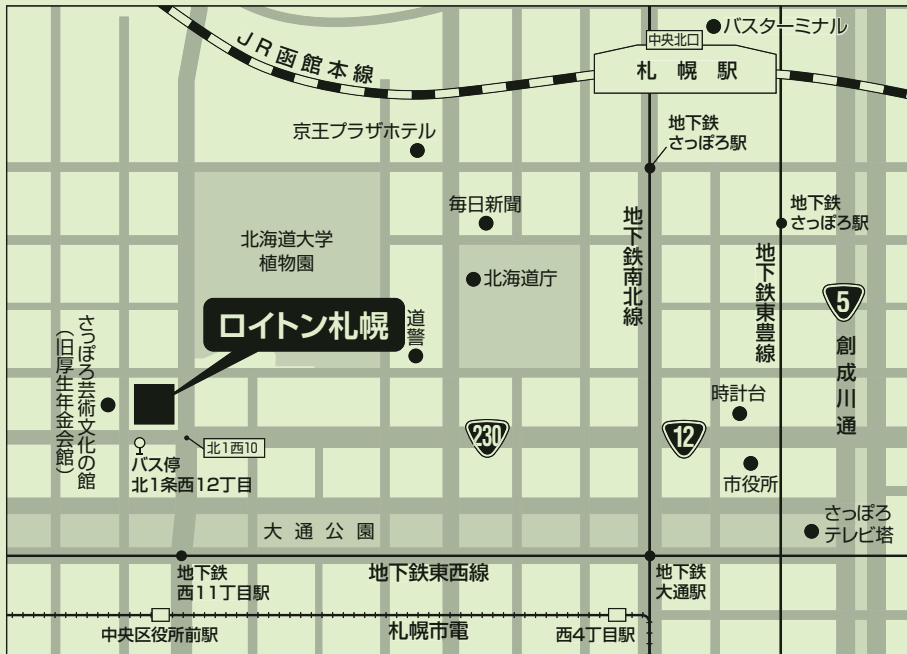 バスターミナル
中央北口
JR函館本線
札幌駅
京王プラザホテル
地下鉄
さっぽろ駅
毎日新聞
地下鉄
さっぽろ駅
地下鉄南北線
北海道大学
植物園
北海道庁
地下鉄東豊線
5
創成川通
ロイトン札幌
道警
さっぽろ芸術文化の館
(旧厚生年金会館)
時計台
230
12
北1西10
バス停
北1条西12丁目
市役所
大通公園
さっぽろ
テレビ塔
地下鉄
西11丁目駅
地下鉄東西線
地下鉄
大通駅
中央区役所前駅
札幌市電
西4丁目駅